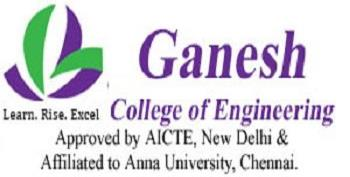 Ganesh
Learn. Rise. Excel College of Engineering
Approved by AICTE, New Delhi &
Affiliated to Anna University, Chennai.